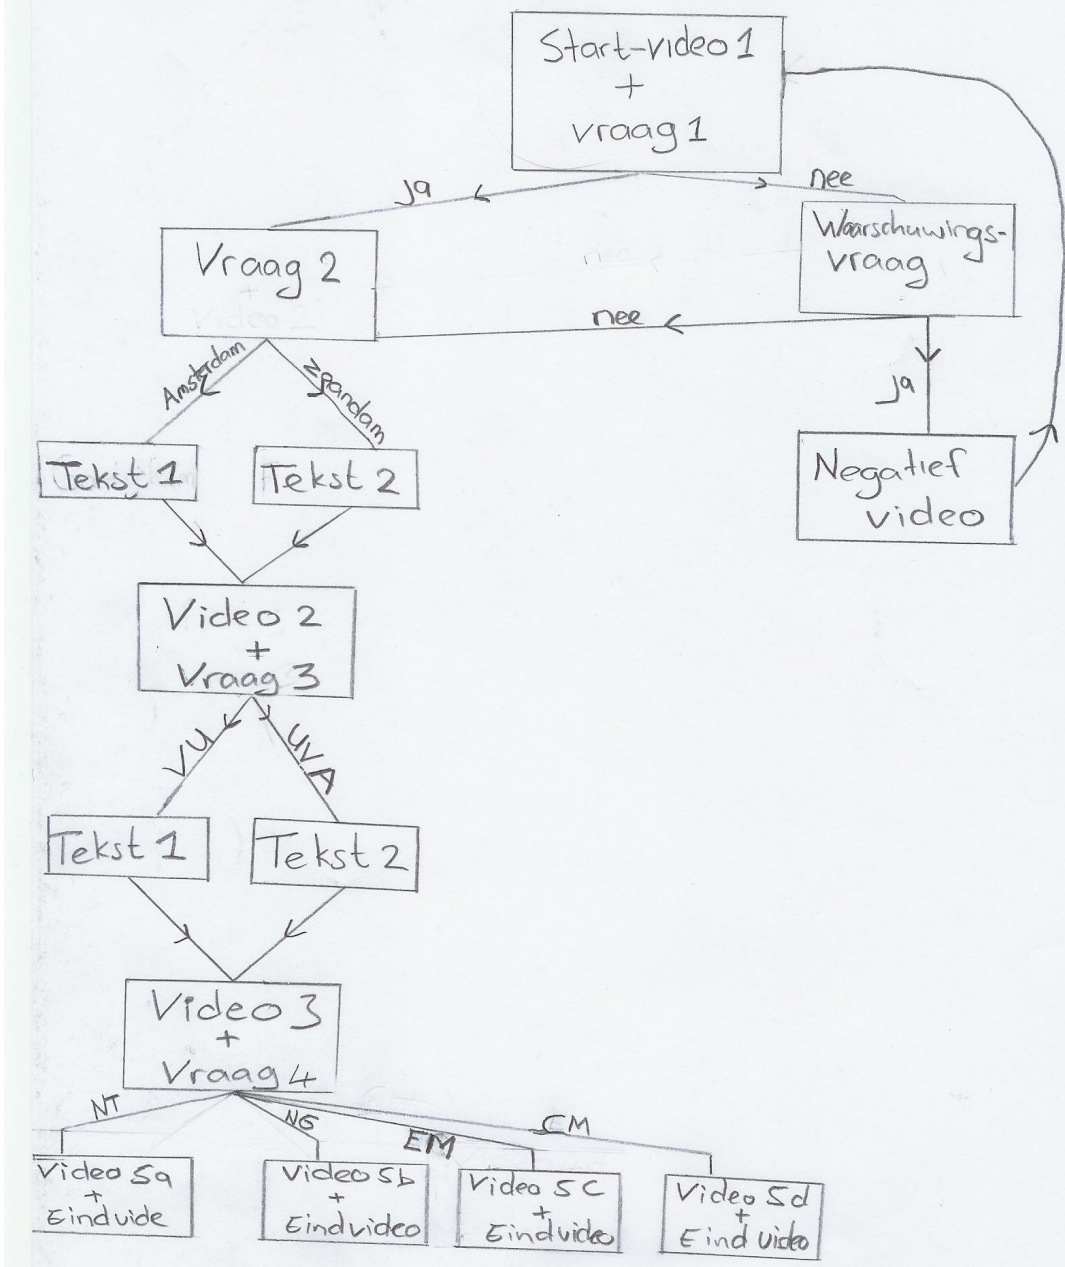 Start-video 1
+
vraag 1
ja
nee
Vraag 2
Waarschuwings-
vraag
nee
Amsterdam
Zaandam
ja
Tekst 1
Tekst 2
Negatief
video
Video 2
+
Vraag 3
VU
UVA
Tekst 1
Tekst 2
Video 3
+
Vraag 4
NT
NG
EM
CM
Video 5a
+
Eindvide
Video 5b
+
Eindvideo
Video 5c
+
Eindvideo
Video 5d
+
Eindvideo